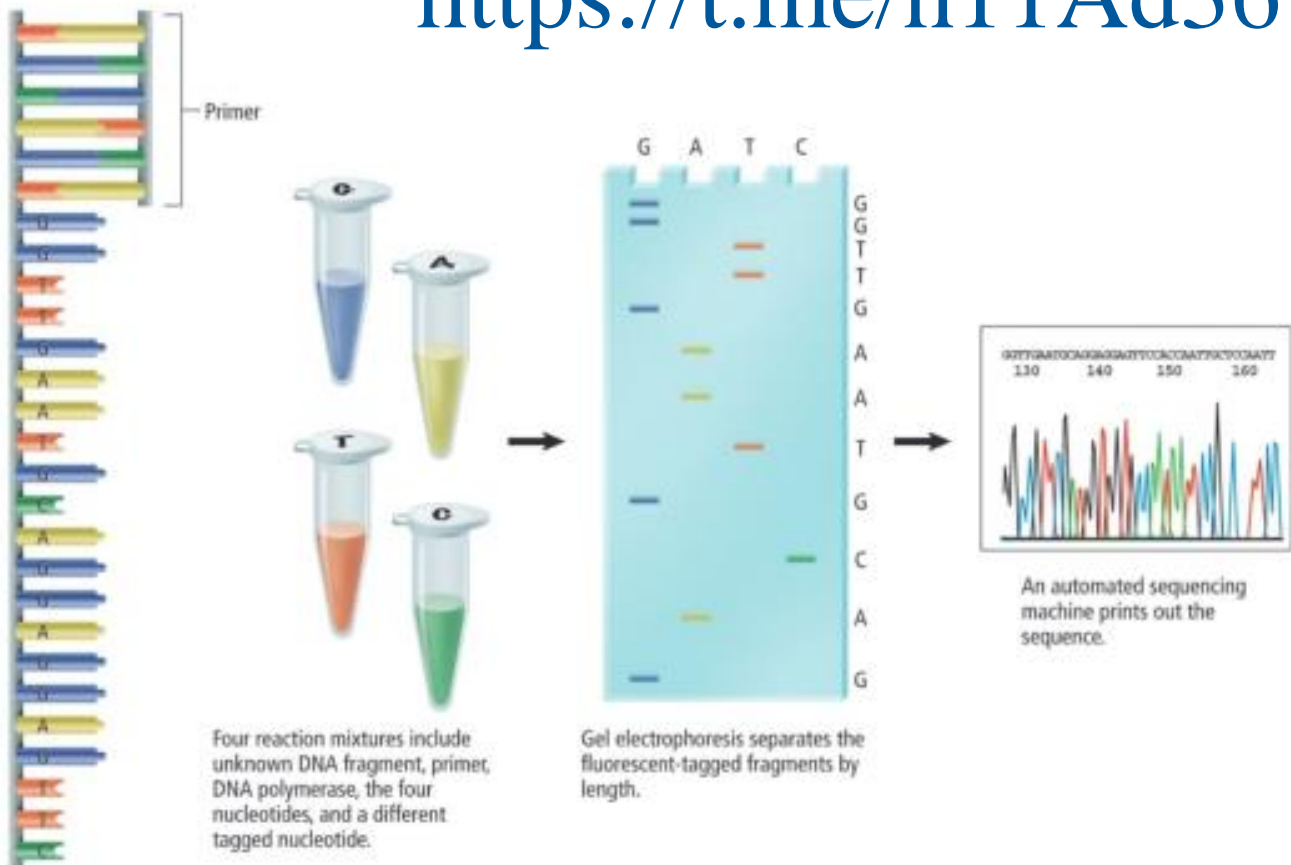 Primer
G
G
T
T
G
A
A
T
G
C
A
G
G
A
G
G
A
G
T
T
C
G
A
T
C
Four reaction mixtures include
unknown DNA fragment, primer,
DNA polymerase, the four
nucleotides, and a different
tagged nucleotide.
G A T C
G
G
T
T
G
A
A
T
G
C
A
G
Gel electrophoresis separates the
fluorescent-tagged fragments by
length.
GGTTGAATGCAGGAGGAGTTCCACCAATTGCTCCAATT
130 140 150 160
An automated sequencing
machine prints out the
sequence.